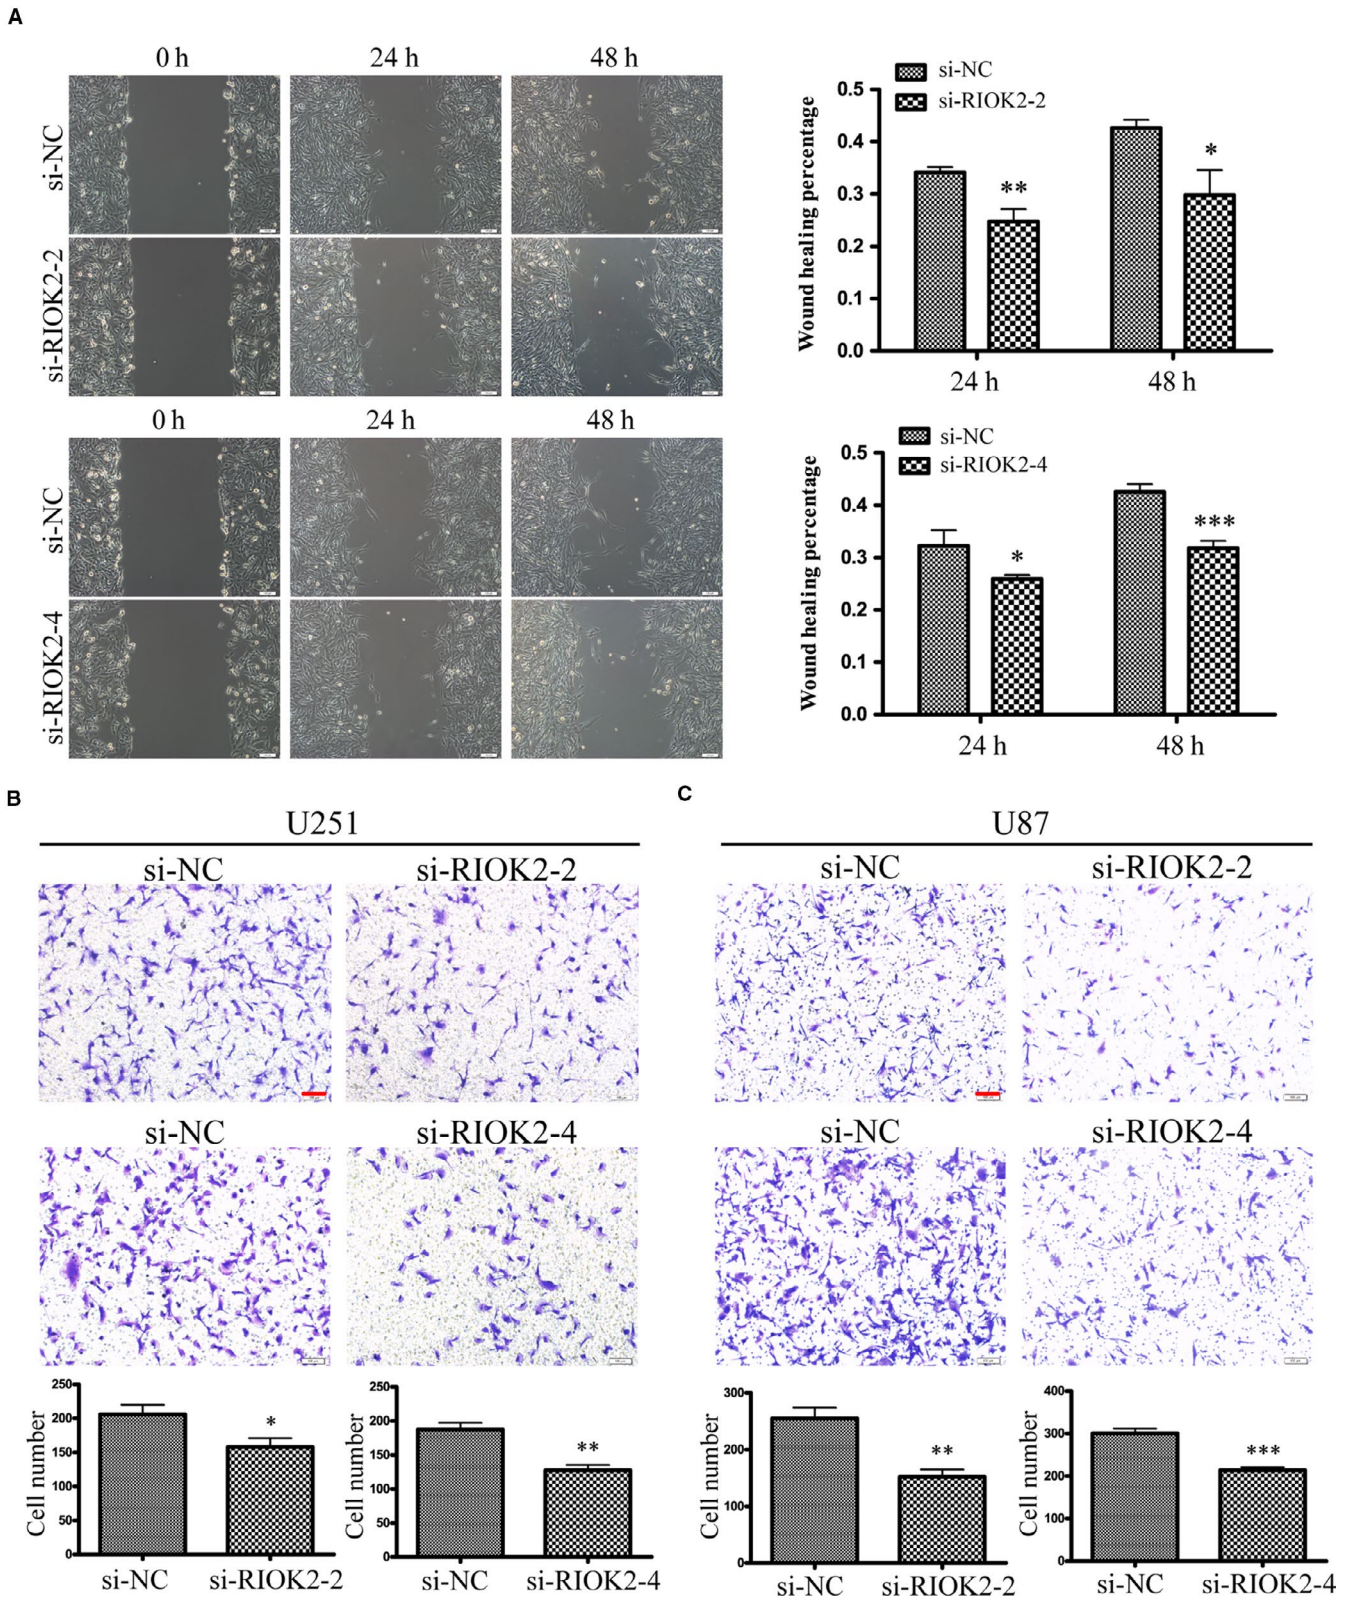 A
0 h
24 h
48 h
si-NC
si-RIOK2-2
si-NC
si-RIOK2-2
Wound healing percentage
0.5
0.4
0.3
0.2
0.1
0.0
**
*
24 h
48 h
0 h
24 h
48 h
si-NC
si-RIOK2-4
si-NC
si-RIOK2-4
Wound healing percentage
0.5
0.4
0.3
0.2
0.1
0.0
*
***
24 h
48 h
B
U251
si-NC
si-RIOK2-2
si-NC
si-RIOK2-4
Cell number
250
200
150
100
50
0
*
si-NC
si-RIOK2-2
Cell number
250
200
150
100
50
0
**
si-NC
si-RIOK2-4
C
U87
si-NC
si-RIOK2-2
si-NC
si-RIOK2-4
Cell number
300
200
100
0
**
si-NC
si-RIOK2-2
Cell number
400
300
200
100
0
***
si-NC
si-RIOK2-4